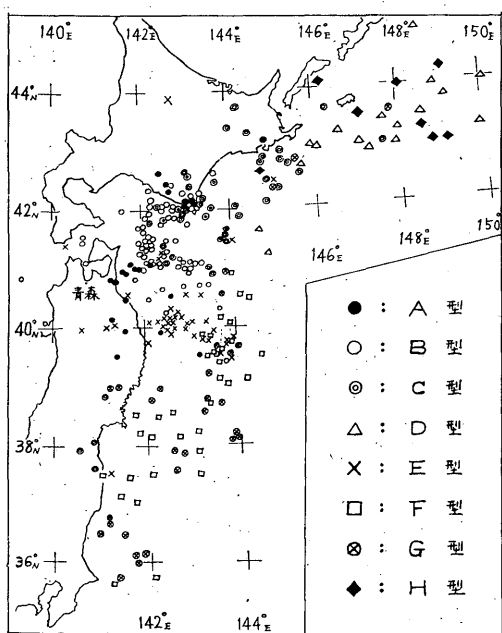 140°E 142°E 144°E 146°E 148°E 150°E
44°N
42°N
150°E
148°E
146°E
青森
40°N
38°N
36°N
142°E 144°E
● : A 型
○ : B 型
◎ : C 型
△ : D 型
× : E 型
□ : F 型
⊗ : G 型
◆ : H 型